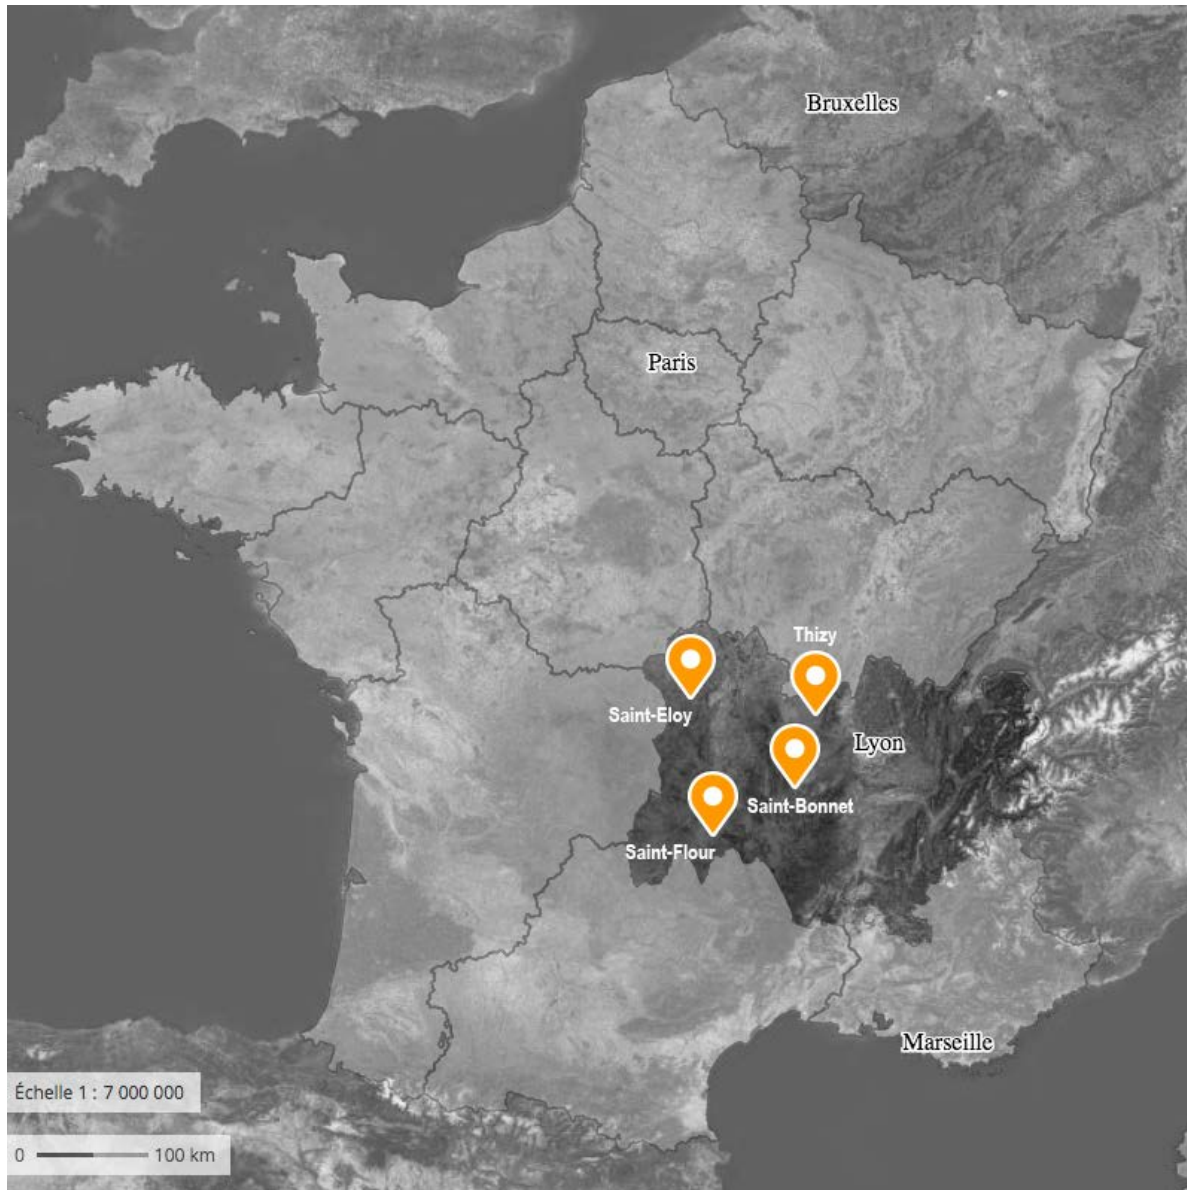 Bruxelles
Paris
Thizy
Saint-Eloy
Lyon
Saint-Bonnet
Saint-Flour
Marseille
Échelle 1 : 7 000 000
0 100 km